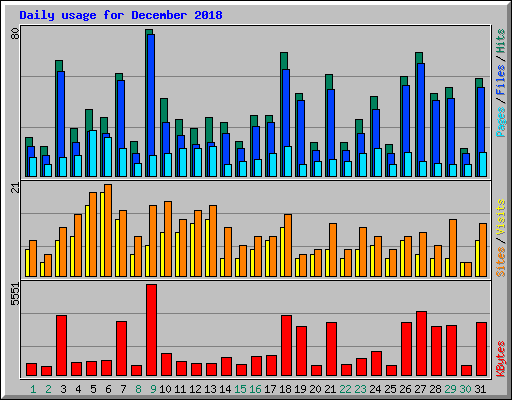 Daily usage for December 2018
80
Pages / Files / Hits
21
Sites / Visits
5551
KBytes
1 2 3 4 5 6 7 8 9 10 11 12 13 14 15 16 17 18 19 20 21 22 23 24 25 26 27 28 29 30 31